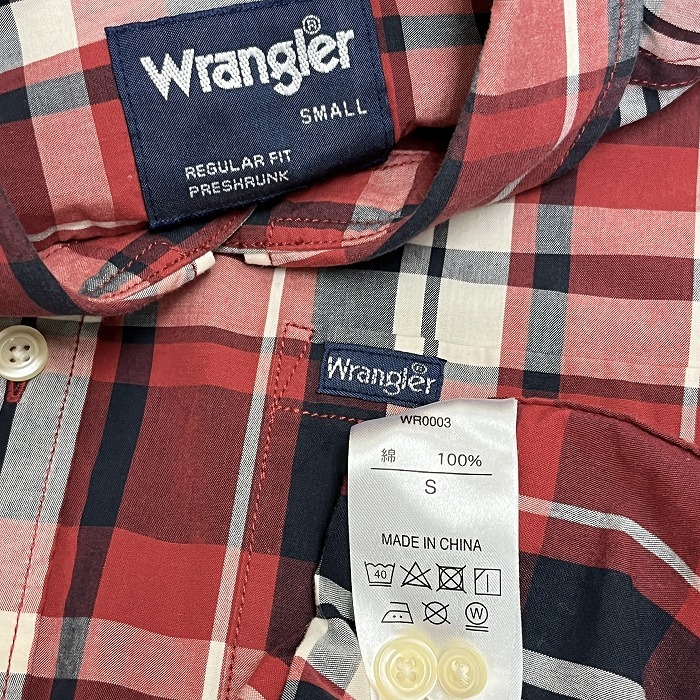 Wrangler®
SMALL
REGULAR FIT
PRESHRUNK
Wrangler®
WR0003
綿 100%
S
MADE IN CHINA
40
W